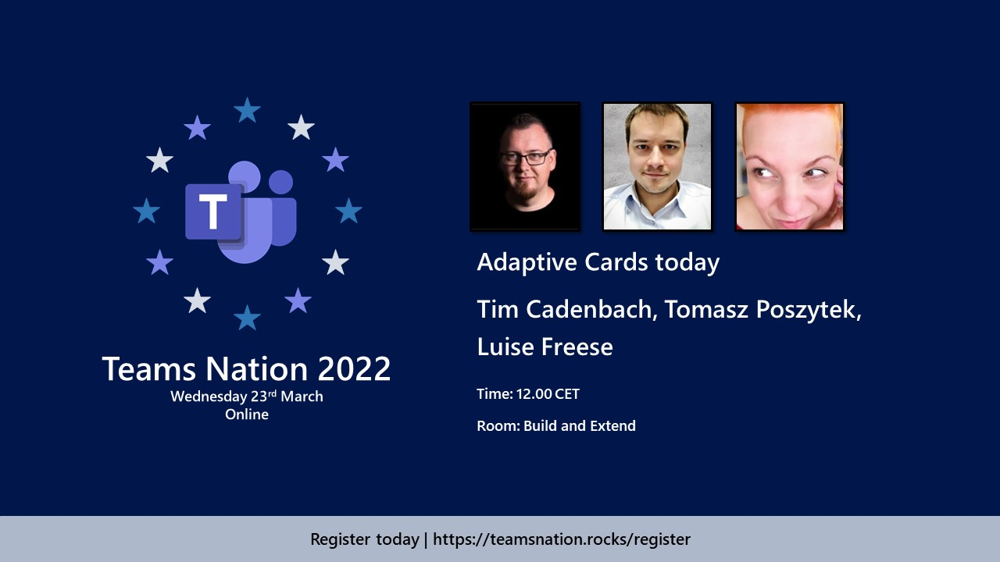 T
Teams Nation 2022
Wednesday 23rd March
Online
Adaptive Cards today
Tim Cadenbach, Tomasz Poszytek,
Luise Freese
Time: 12.00 CET
Room: Build and Extend
Register today | https://teamsnation.rocks/register